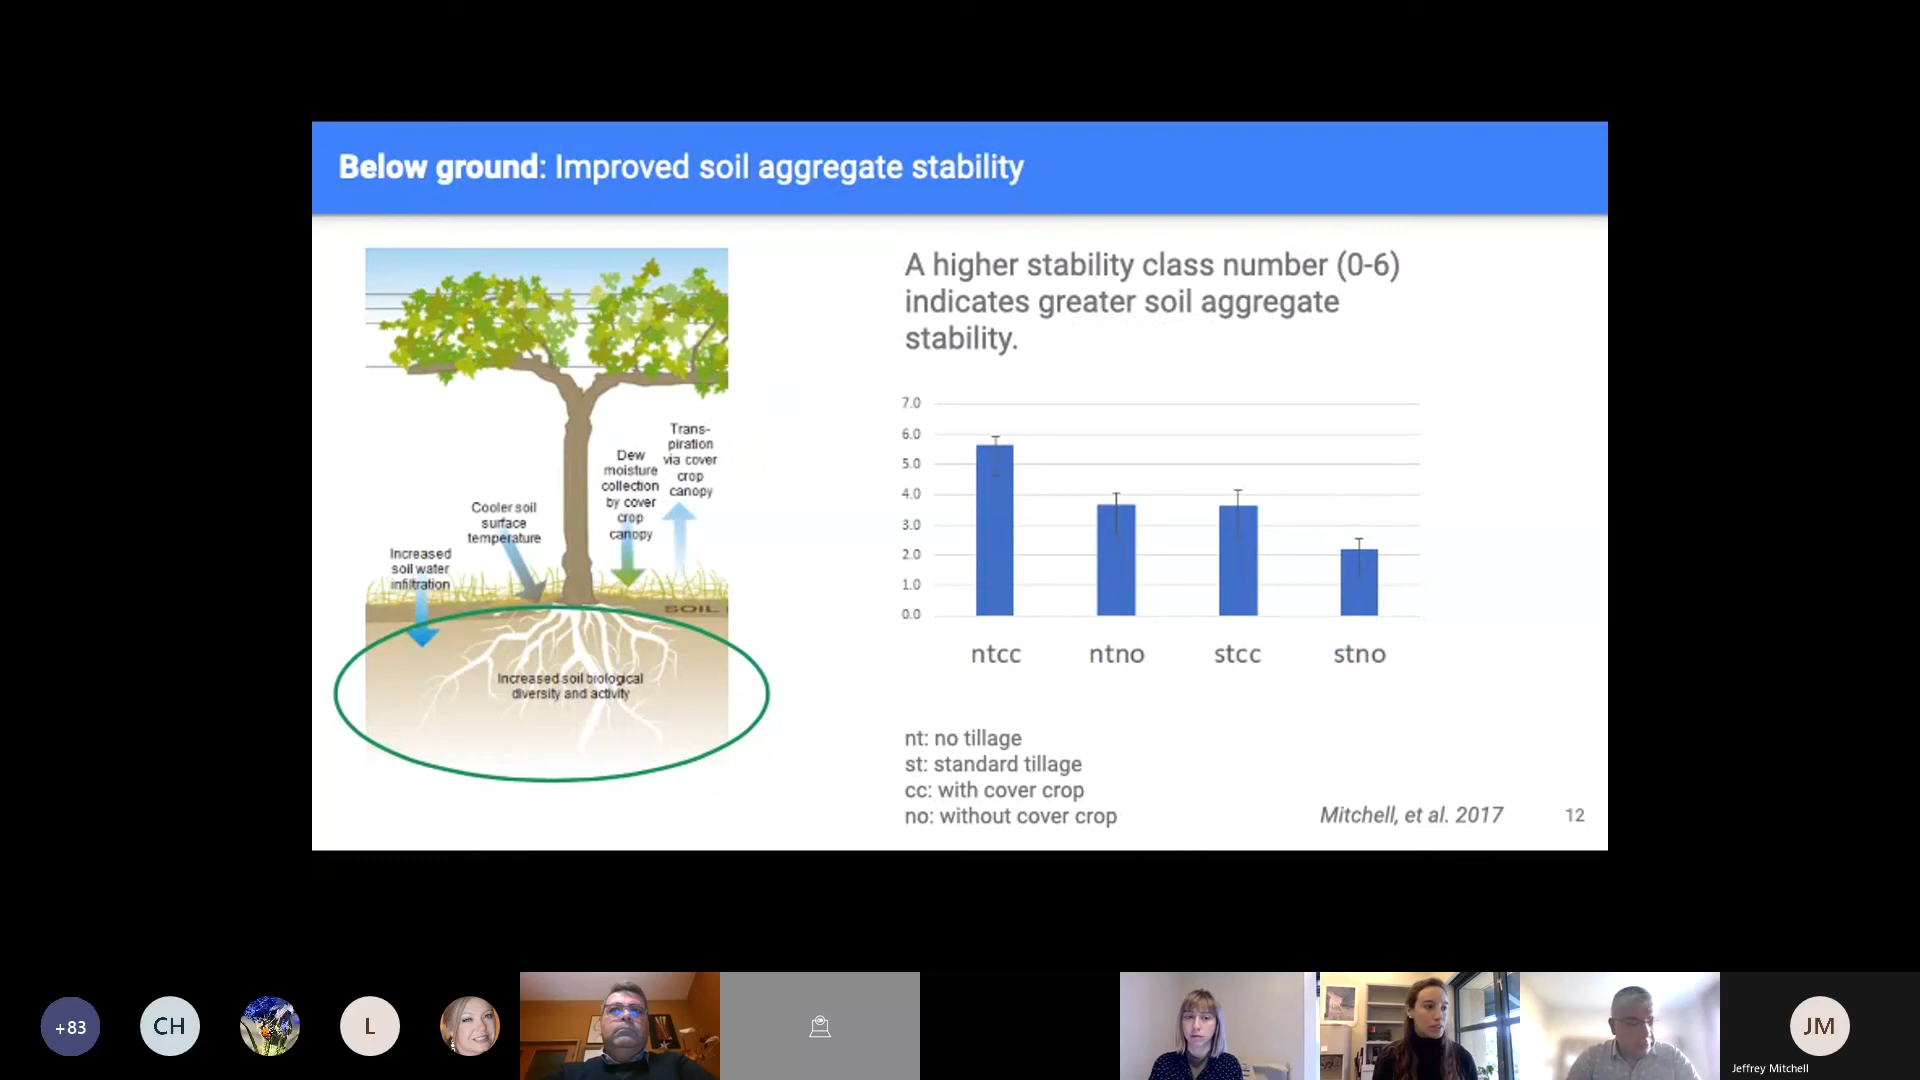 Below ground: Improved soil aggregate stability
A higher stability class number (0-6)
indicates greater soil aggregate
stability.
Trans-
piration
via cover
crop
canopy
Dew
moisture
collection
by cover
crop
canopy
Cooler soil
surface
temperature
Increased
soil water
infiltration
SOIL
Increased soil biological
diversity and activity
7.0
6.0
5.0
4.0
3.0
2.0
1.0
0.0
ntcc ntno stcc stno
nt: no tillage
st: standard tillage
cc: with cover crop
no: without cover crop
Mitchell, et al. 2017
12
+83
CH
L
JM
Jeffrey Mitchell